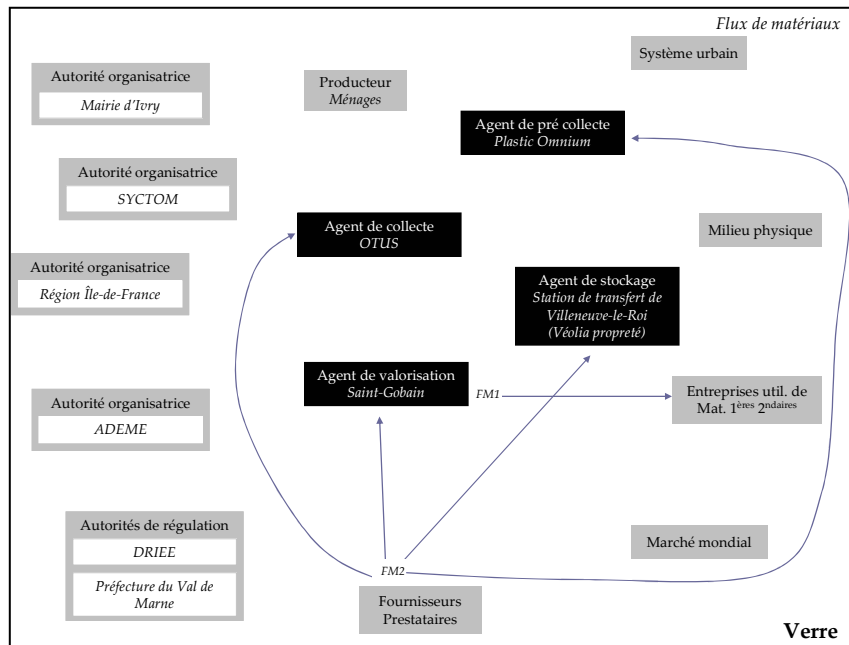 Flux de matériaux
Système urbain
Autorité organisatrice
Mairie d'Ivry
Producteur
Ménages
Agent de pré collecte
Plastic Omnium
Autorité organisatrice
SYCTOM
Agent de collecte
OTUS
Milieu physique
Autorité organisatrice
Région Île-de-France
Agent de stockage
Station de transfert de
Villeneuve-le-Roi
(Véolia propreté)
Agent de valorisation
Saint-Gobain
FM1
Entreprises util. de
Mat. 1ères 2ndaires
Autorité organisatrice
ADEME
Autorités de régulation
DRIEE
Préfecture du Val de
Marne
Marché mondial
FM2
Fournisseurs
Prestataires
Verre